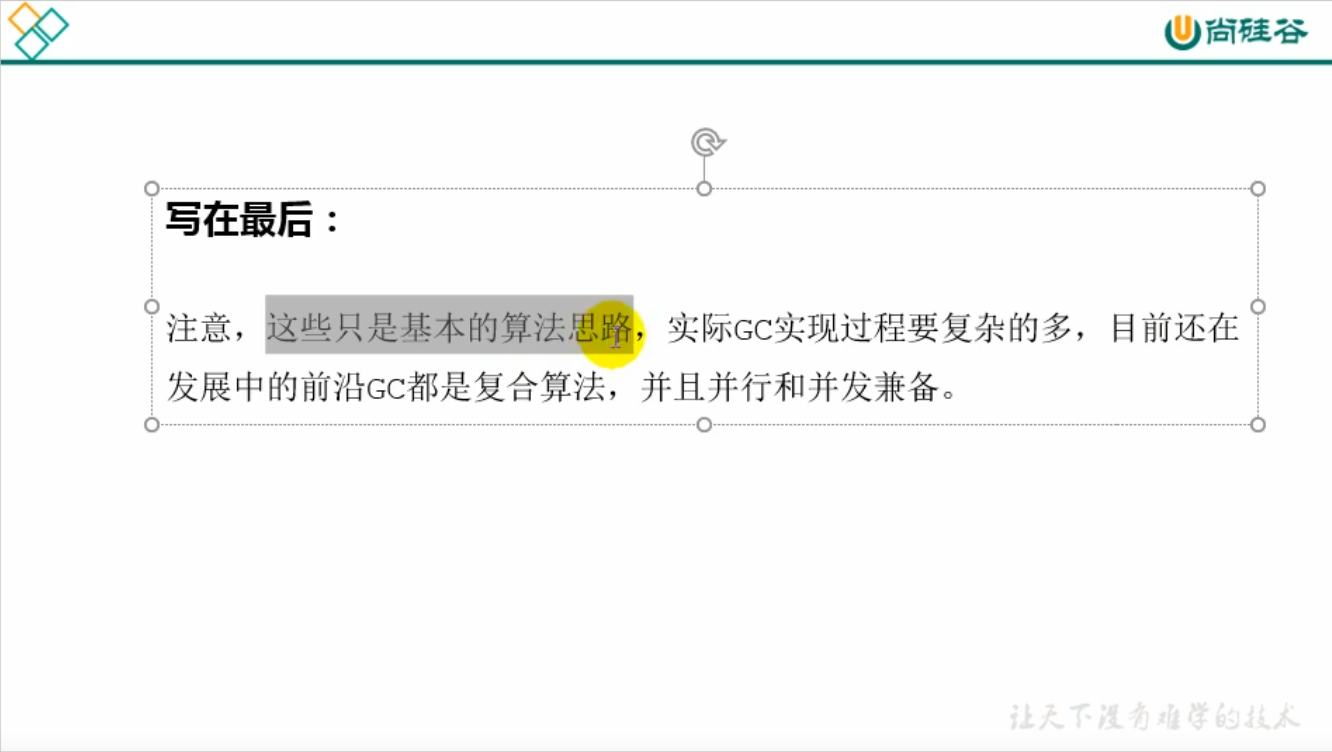 尚硅谷
写在最后：
注意，这些只是基本的算法思路，实际GC实现过程要复杂的多，目前还在
发展中的前沿GC都是复合算法，并且并行和并发兼备。
让天下没有难学的技术